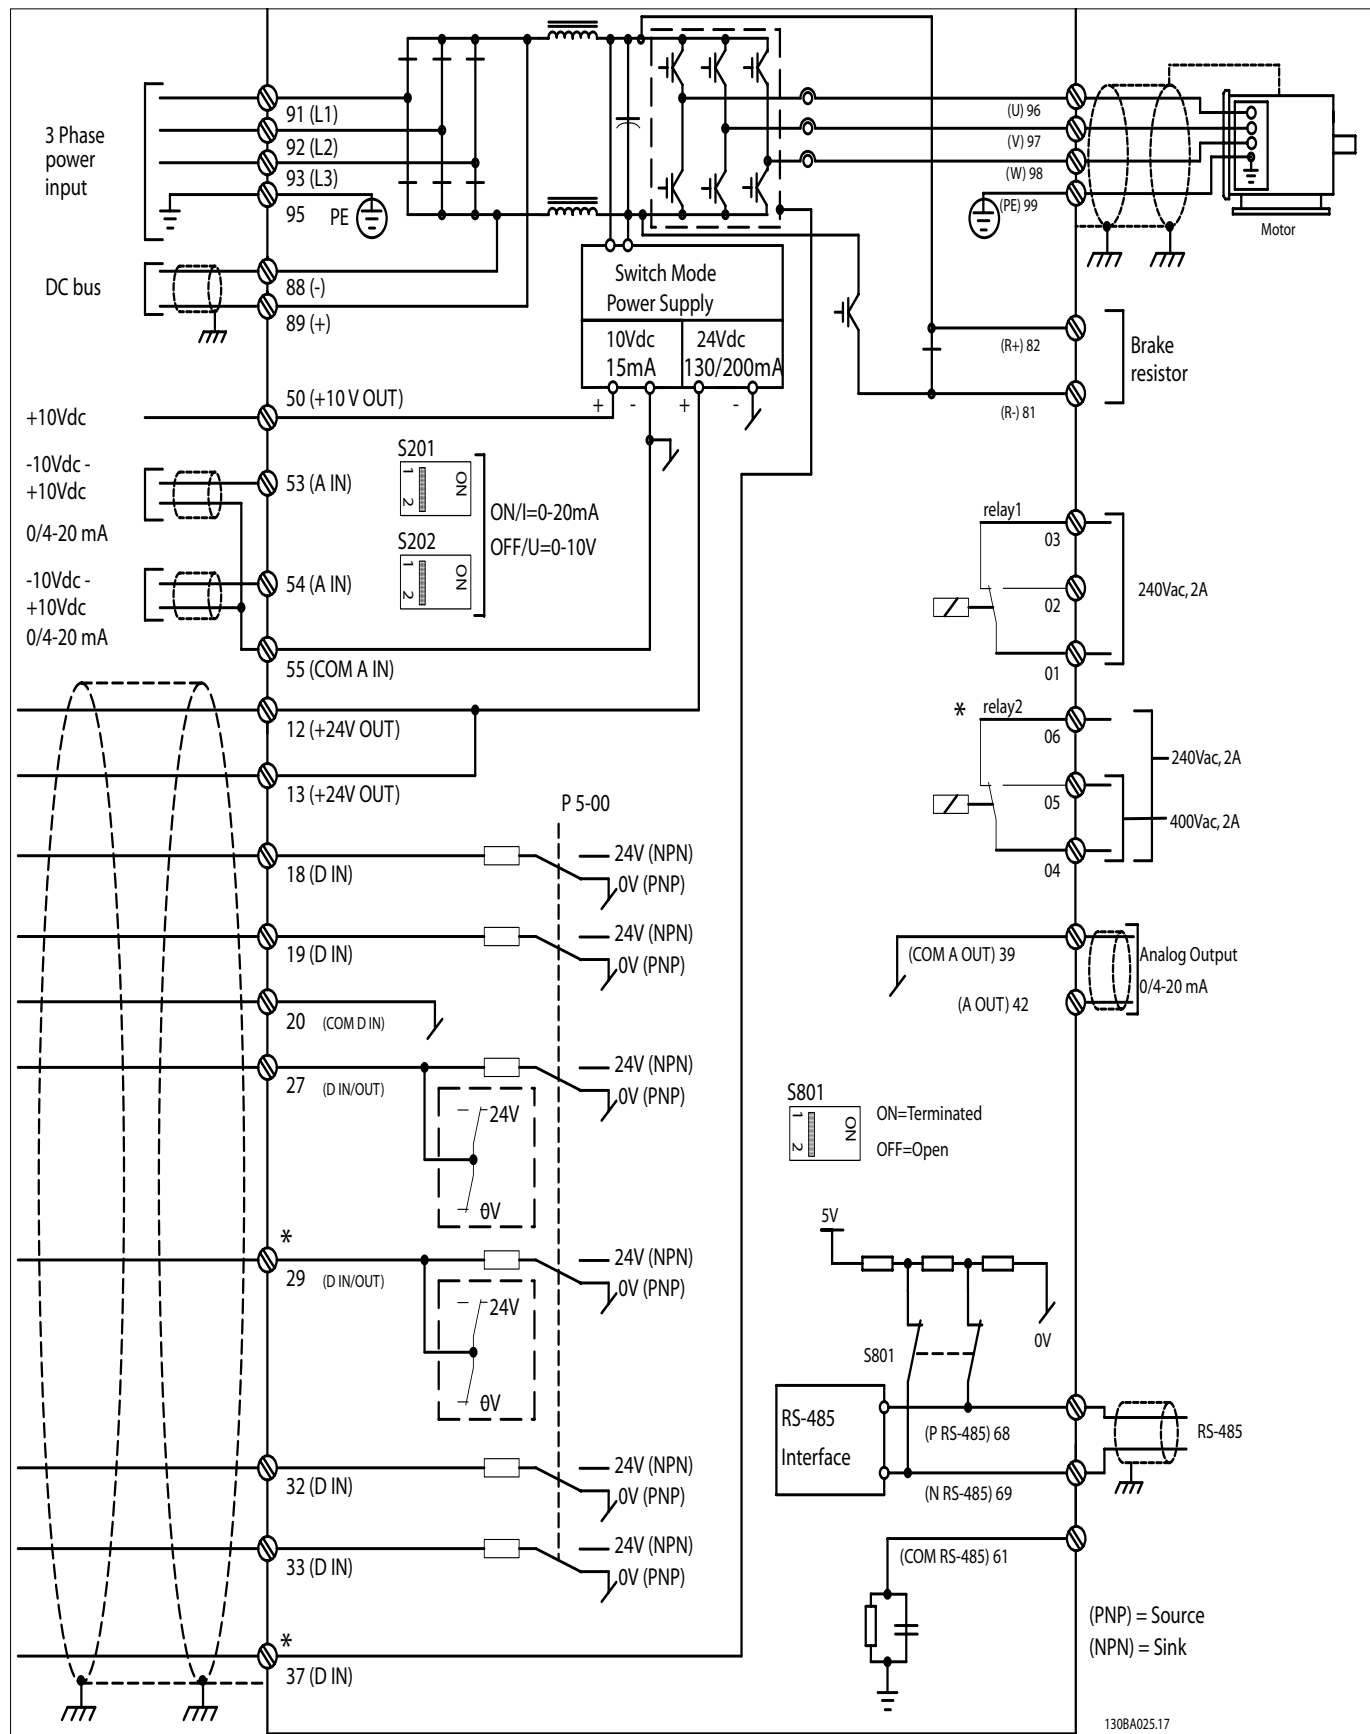 3 Phase
power
input
91 (L1)
92 (L2)
93 (L3)
95
PE
DC bus
88 (-)
89 (+)
Switch Mode
Power Supply
10Vdc
15mA
24Vdc
130/200mA
+ - + -
(U) 96
(V) 97
(W) 98
(PE) 99
Motor
(R+) 82
(R-) 81
Brake
resistor
+10Vdc
50 (+10 V OUT)
-10Vdc -
+10Vdc
0/4-20 mA
53 (A IN)
S201
1
2
ON
ON/I=0-20mA
OFF/U=0-10V
S202
1
2
ON
-10Vdc -
+10Vdc
0/4-20 mA
54 (A IN)
55 (COM A IN)
12 (+24V OUT)
13 (+24V OUT)
P 5-00
18 (D IN)
24V (NPN)
0V (PNP)
19 (D IN)
24V (NPN)
0V (PNP)
20 (COM D IN)
27 (D IN/OUT)
24V (NPN)
0V (PNP)
24V
0V
*
29 (D IN/OUT)
24V (NPN)
0V (PNP)
24V
0V
32 (D IN)
24V (NPN)
0V (PNP)
33 (D IN)
24V (NPN)
0V (PNP)
*
37 (D IN)
relay1
03
02
01
240Vac, 2A
* relay2
06
05
04
240Vac, 2A
400Vac, 2A
(COM A OUT) 39
(A OUT) 42
Analog Output
0/4-20 mA
S801
1
2
ON
ON=Terminated
OFF=Open
5V
0V
S801
RS-485
Interface
(P RS-485) 68
(N RS-485) 69
RS-485
(COM RS-485) 61
(PNP) = Source
(NPN) = Sink
130BA025.17